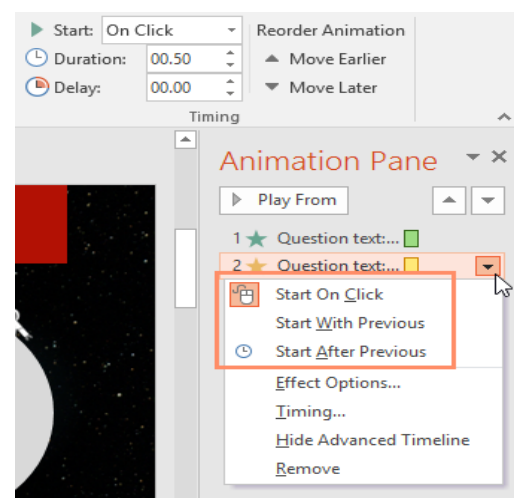 Start: On Click Reorder Animation
Duration: 00.50 Move Earlier
Delay: 00.00 Move Later
Timing
Animation Pane
Play From
1 Question text:...
2 Question text:...
Start On Click
Start With Previous
Start After Previous
Effect Options...
Timing...
Hide Advanced Timeline
Remove